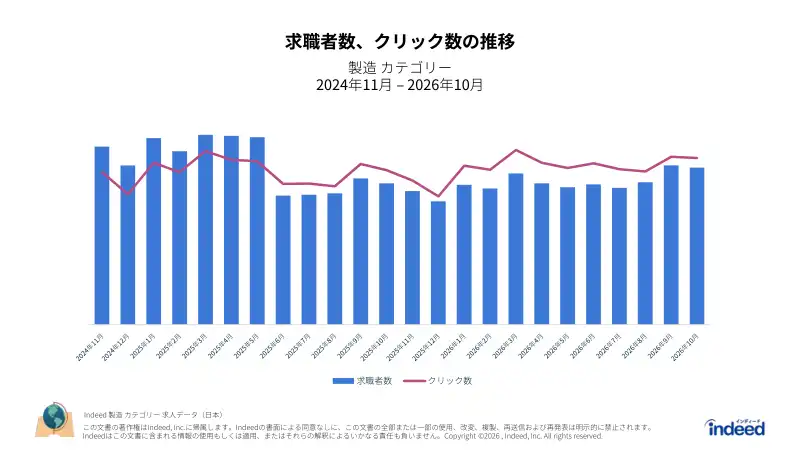 求職者数、クリック数の推移
製造 カテゴリー
2024年11月 – 2026年10月
2024年11月
2024年12月
2025年1月
2025年2月
2025年3月
2025年4月
2025年5月
2025年6月
2025年7月
2025年8月
2025年9月
2025年10月
2025年11月
2025年12月
2026年1月
2026年2月
2026年3月
2026年4月
2026年5月
2026年6月
2026年7月
2026年8月
2026年9月
2026年10月
求職者数
クリック数
Indeed 製造 カテゴリー 求人データ（日本）
この文書の著作権はIndeed, Inc.に帰属します。Indeedの書面による同意なしに、この文書の全部または一部の使用、改変、複製、再送信および再発表は明示的に禁止されます。
Indeedはこの文書に含まれる情報の使用もしくは適用、またはそれらの解釈によるいかなる責任も負いません。Copyright ©2026 , Indeed, Inc. All rights reserved.
インディード
indeed